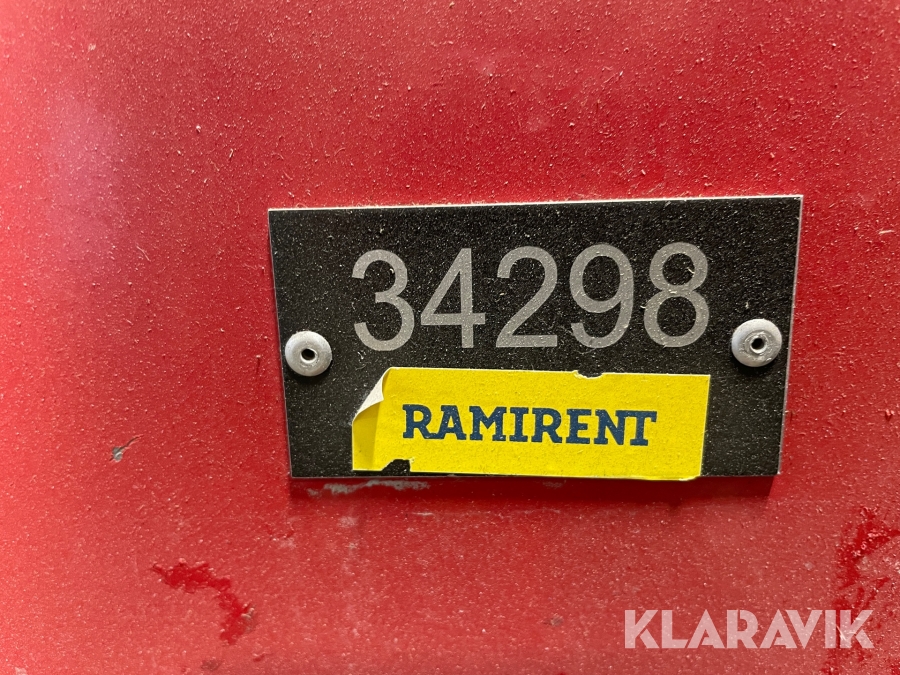 34298
RAMIRENT
KLARAVIK